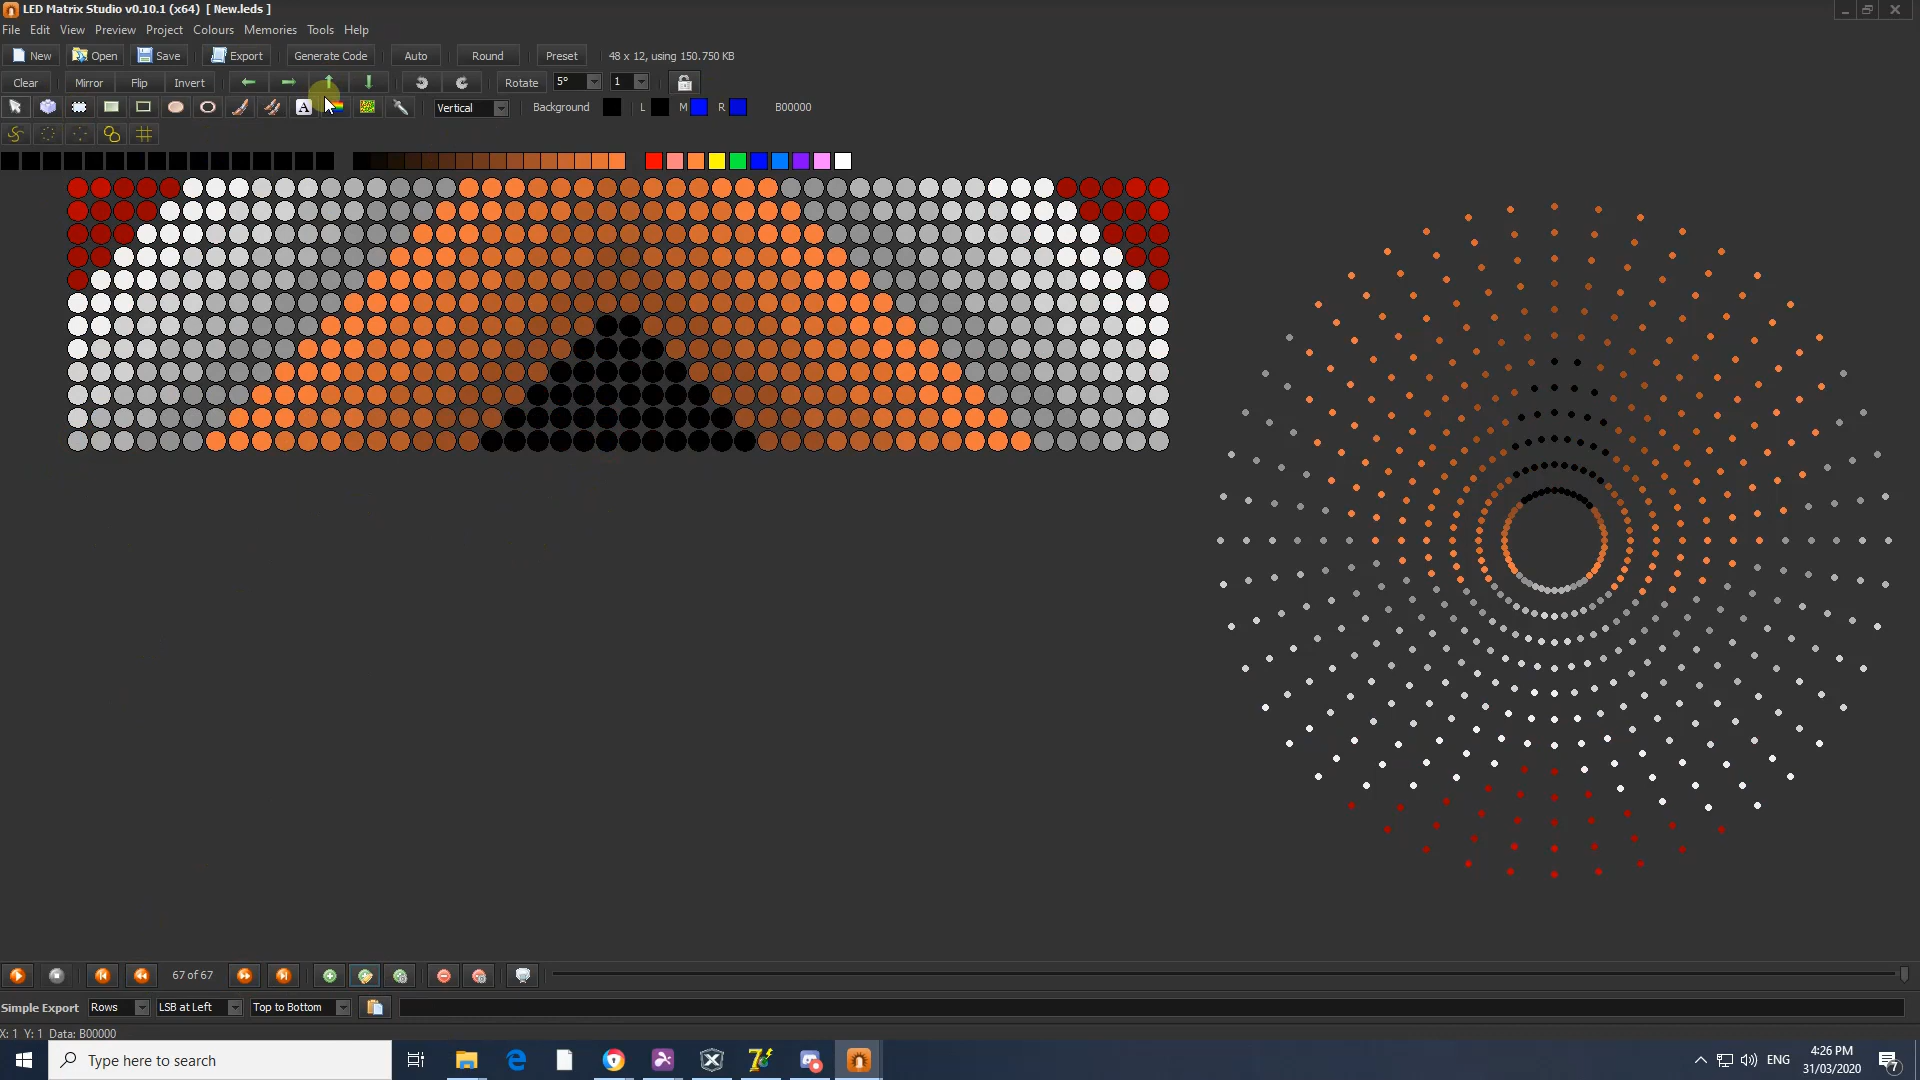 LED Matrix Studio v0.10.1 (x64) [ New.leds ]
File Edit View Preview Project Colours Memories Tools Help
New Open Save Export Generate Code Auto Round Preset 48 x 12, using 150.750 KB
Clear Mirror Flip Invert Rotate 5° 1
A Vertical Background L M R B00000
67 of 67
Simple Export Rows LSB at Left Top to Bottom
X: 1 Y: 1 Data: B00000
Type here to search
ENG
4:26 PM
31/03/2020
7